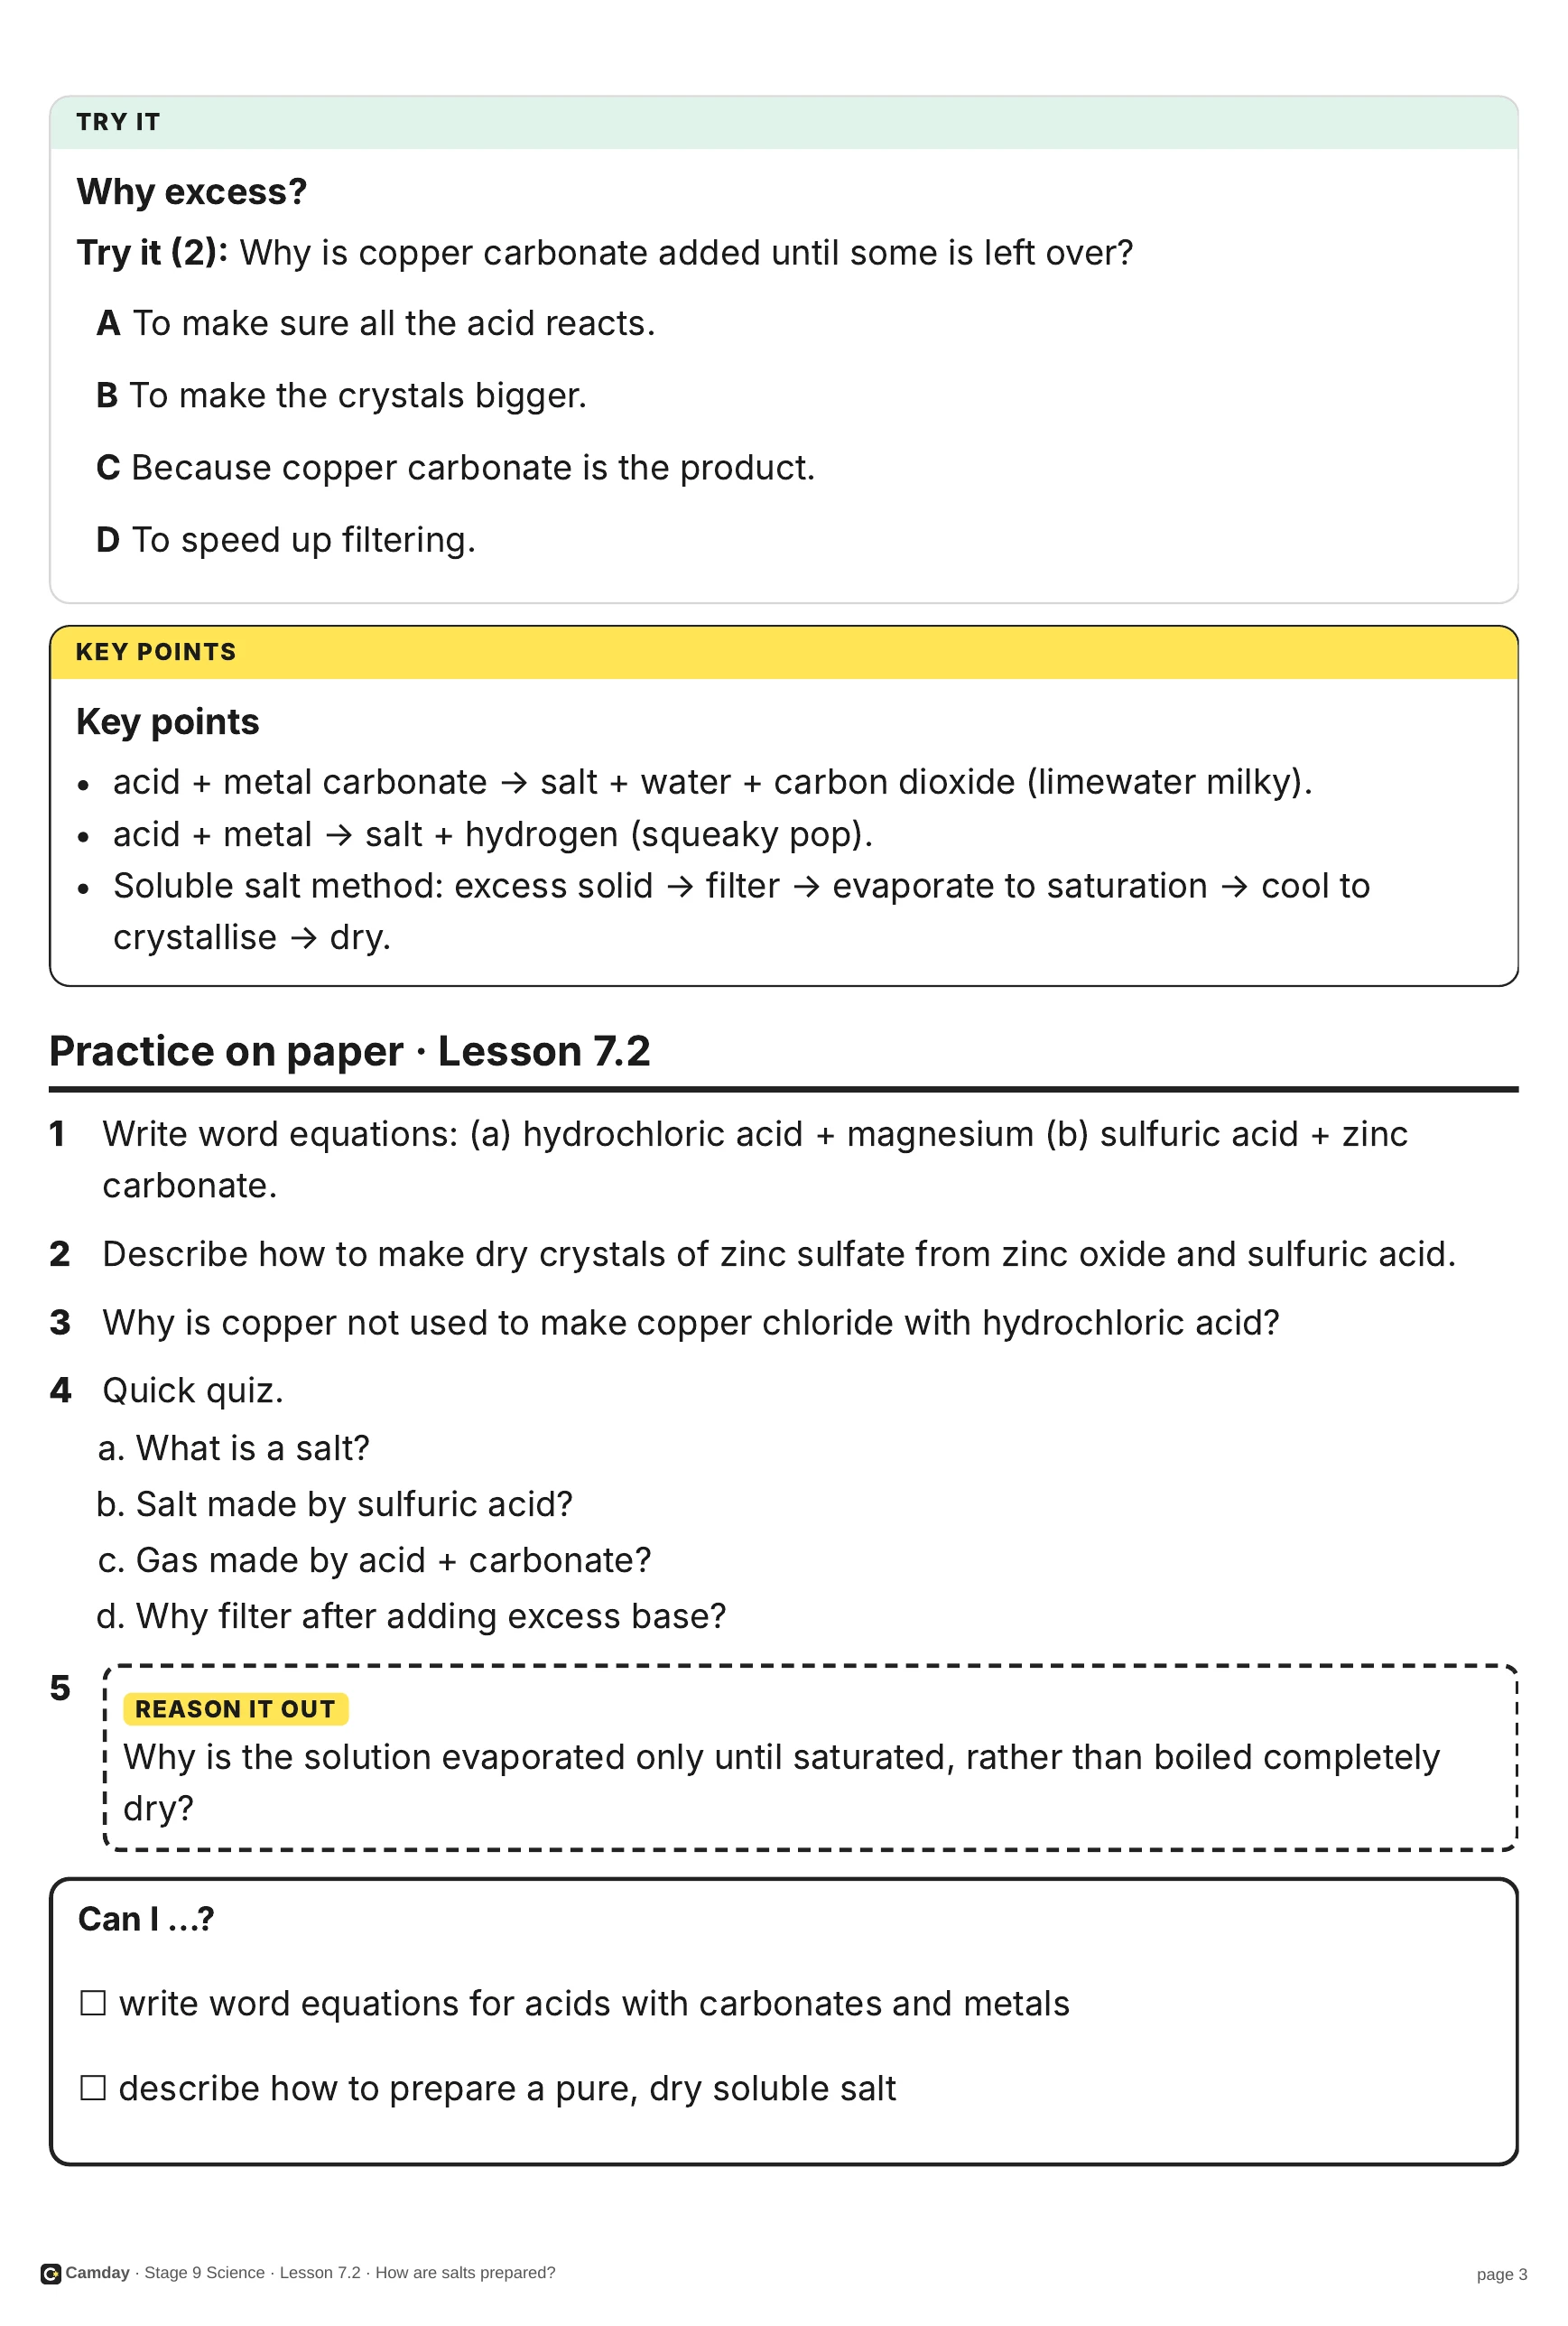 TRY IT
Why excess?
Try it (2): Why is copper carbonate added until some is left over?
A To make sure all the acid reacts.
B To make the crystals bigger.
C Because copper carbonate is the product.
D To speed up filtering.
KEY POINTS
Key points
• acid + metal carbonate → salt + water + carbon dioxide (limewater milky).
• acid + metal → salt + hydrogen (squeaky pop).
• Soluble salt method: excess solid → filter → evaporate to saturation → cool to
crystallise → dry.
Practice on paper · Lesson 7.2
1 Write word equations: (a) hydrochloric acid + magnesium (b) sulfuric acid + zinc
carbonate.
2 Describe how to make dry crystals of zinc sulfate from zinc oxide and sulfuric acid.
3 Why is copper not used to make copper chloride with hydrochloric acid?
4 Quick quiz.
a. What is a salt?
b. Salt made by sulfuric acid?
c. Gas made by acid + carbonate?
d. Why filter after adding excess base?
5 REASON IT OUT
Why is the solution evaporated only until saturated, rather than boiled completely
dry?
Can I …?
☐ write word equations for acids with carbonates and metals
☐ describe how to prepare a pure, dry soluble salt
Camday · Stage 9 Science · Lesson 7.2 · How are salts prepared? page 3